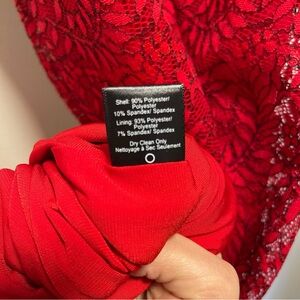 Shell: 90% Polyester/
Polyester
10% Spandex/ Spandex
Lining: 93% Polyester/
Polyester
7% Spandex/ Spandex
Dry Clean Only
Nettoyage à Sec Seulement